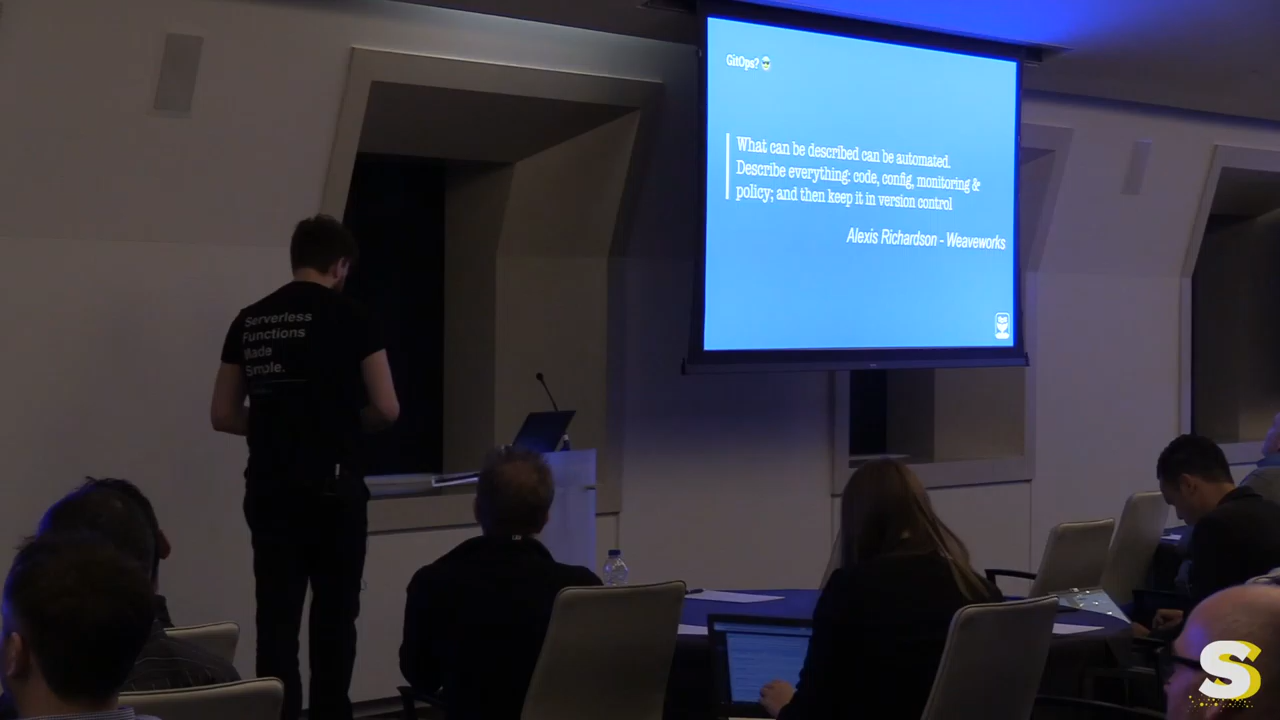 GitOps? 😎
What can be described can be automated.
Describe everything: code, config, monitoring &
policy; and then keep it in version control
Alexis Richardson - Weaveworks
Serverless
Functions
Made
Simple.
S